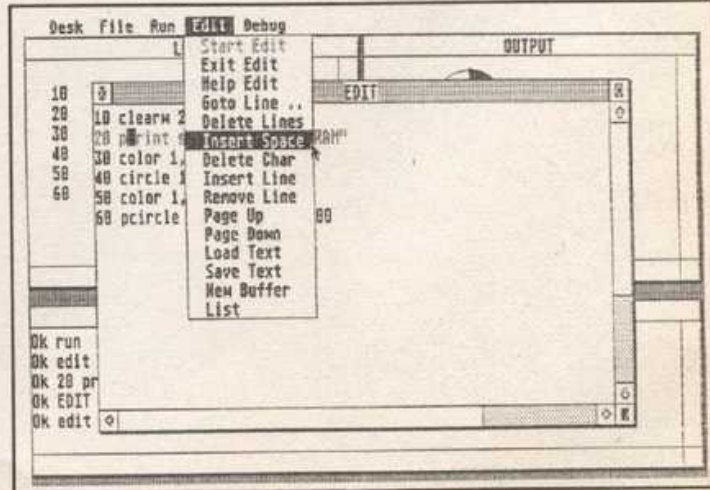 Desk File Run Edit Debug
L
OUTPUT
Start Edit
Exit Edit
Help Edit
Goto Line ..
Delete Lines
Insert Space
Delete Char
Insert Line
Remove Line
Page Up
Page Down
Load Text
Save Text
New Buffer
List
10
20
30
40
50
60
EDIT
10 clearw 2
20 print s RAM"
30 color 1,
40 circle 1
50 color 1,
60 pcircle 00
Ok run
Ok edit
Ok 20 pr
Ok EDIT
Ok edit